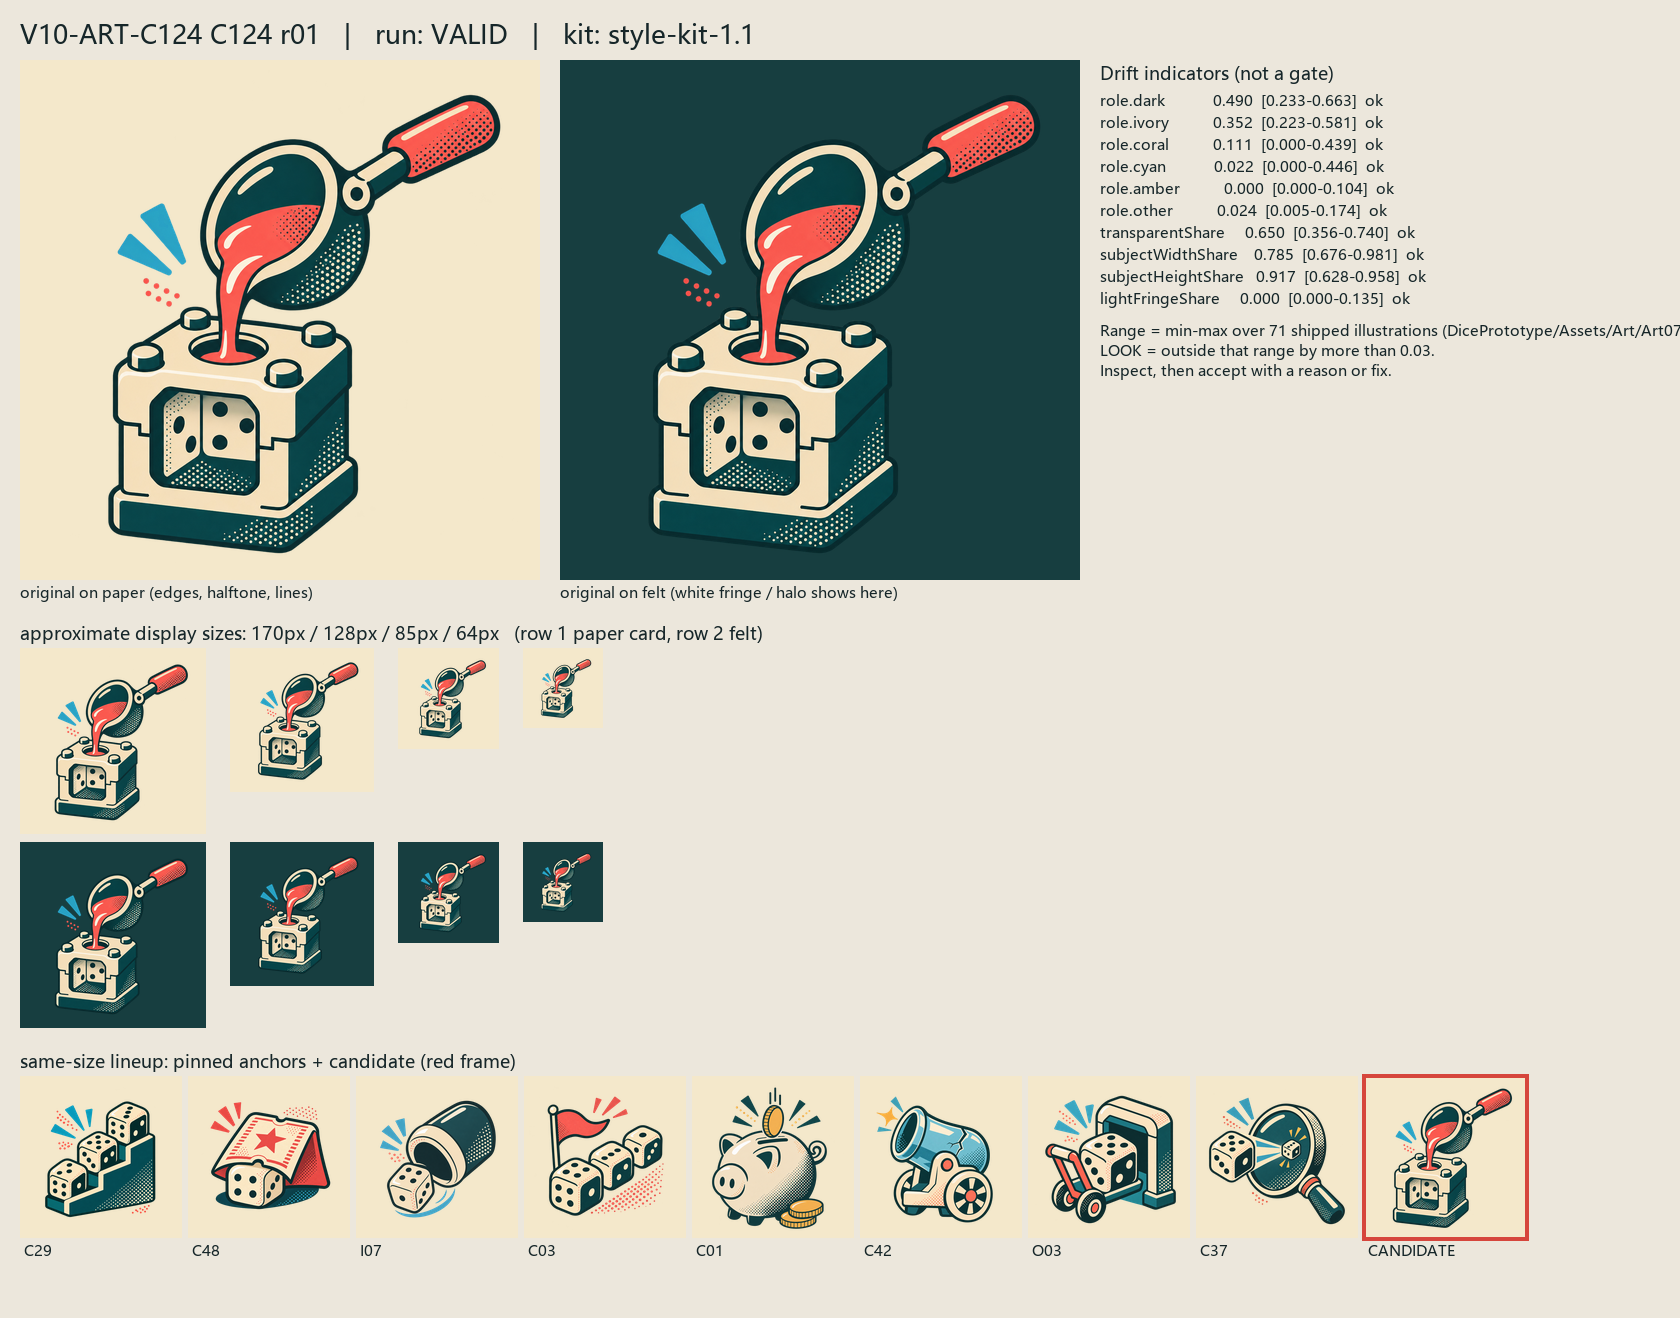 V10-ART-C124 C124 r01 | run: VALID | kit: style-kit-1.1
Drift indicators (not a gate)
role.dark 0.490 [0.233-0.663] ok
role.ivory 0.352 [0.223-0.581] ok
role.coral 0.111 [0.000-0.439] ok
role.cyan 0.022 [0.000-0.446] ok
role.amber 0.000 [0.000-0.104] ok
role.other 0.024 [0.005-0.174] ok
transparentShare 0.650 [0.356-0.740] ok
subjectWidthShare 0.785 [0.676-0.981] ok
subjectHeightShare 0.917 [0.628-0.958] ok
lightFringeShare 0.000 [0.000-0.135] ok
Range = min-max over 71 shipped illustrations (DicePrototype/Assets/Art/Art07
LOOK = outside that range by more than 0.03.
Inspect, then accept with a reason or fix.
original on paper (edges, halftone, lines)
original on felt (white fringe / halo shows here)
approximate display sizes: 170px / 128px / 85px / 64px (row 1 paper card, row 2 felt)
same-size lineup: pinned anchors + candidate (red frame)
C29
C48
I07
C03
C01
C42
O03
C37
CANDIDATE